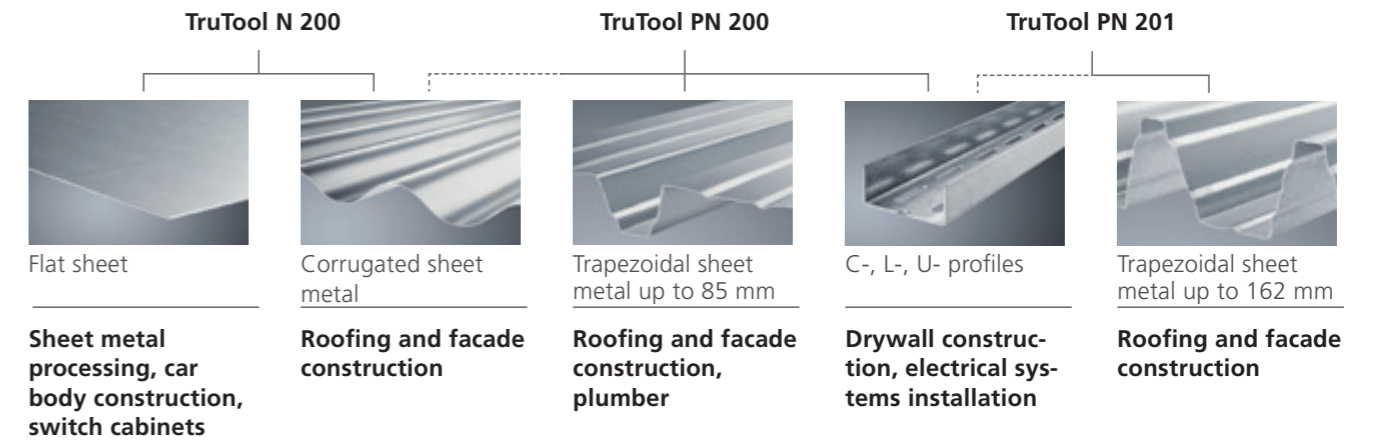 TruTool N 200
TruTool PN 200
TruTool PN 201
Flat sheet
Corrugated sheet
metal
Trapezoidal sheet
metal up to 85 mm
C-, L-, U- profiles
Trapezoidal sheet
metal up to 162 mm
Sheet metal
processing, car
body construction,
switch cabinets
Roofing and facade
construction
Roofing and facade
construction,
plumber
Drywall construc-
tion, electrical sys-
tems installation
Roofing and facade
construction